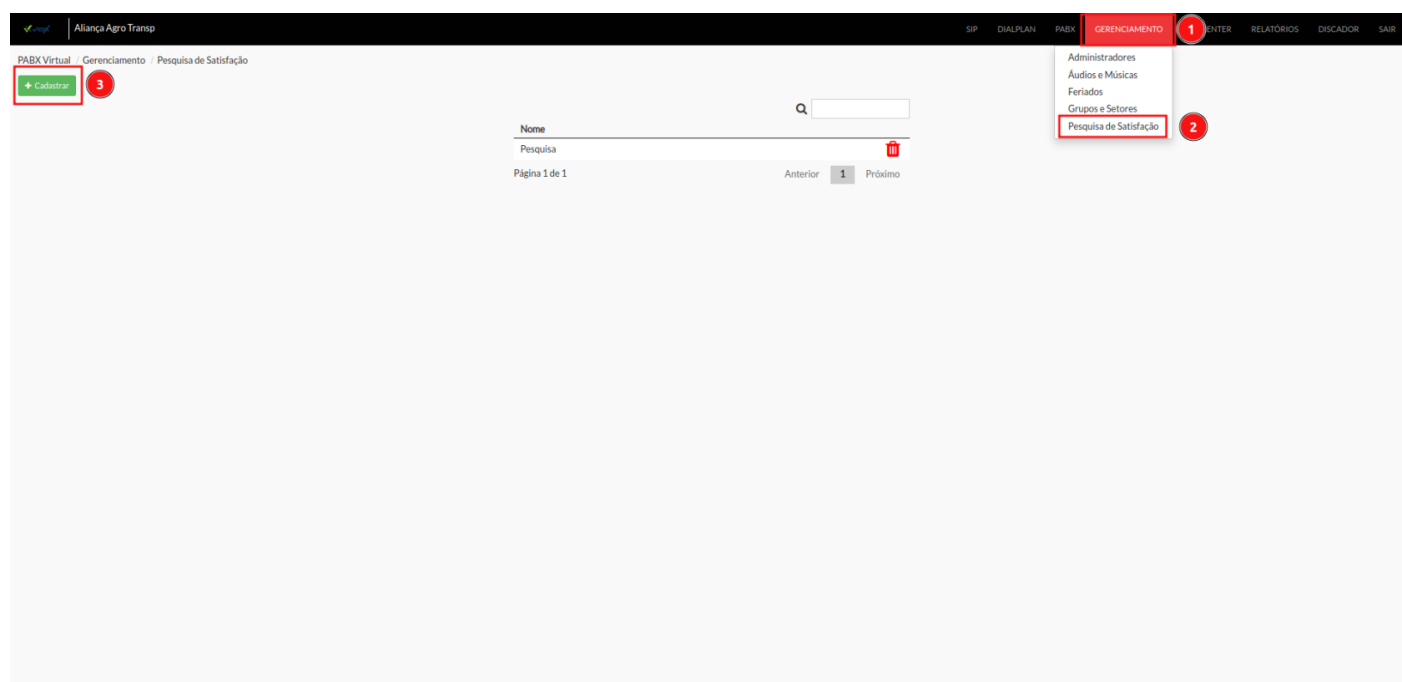 Aliança Agro Transp
SIP DIALPLAN PABX GERENCIAMENTO 1 ENTER RELATÓRIOS DISCADOR SAIR
PABX Virtual / Gerenciamento / Pesquisa de Satisfação
+ Cadastrar 3
Administradores
Áudios e Músicas
Feriados
Grupos e Setores
Pesquisa de Satisfação 2
Nome
Pesquisa
Página 1 de 1 Anterior 1 Próximo